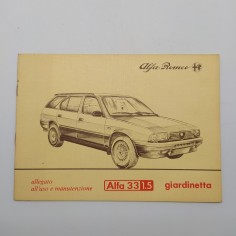 Alfa-Romeo
allegato
all'uso e manutenzione
Alfa 33 1.5
giardinetta